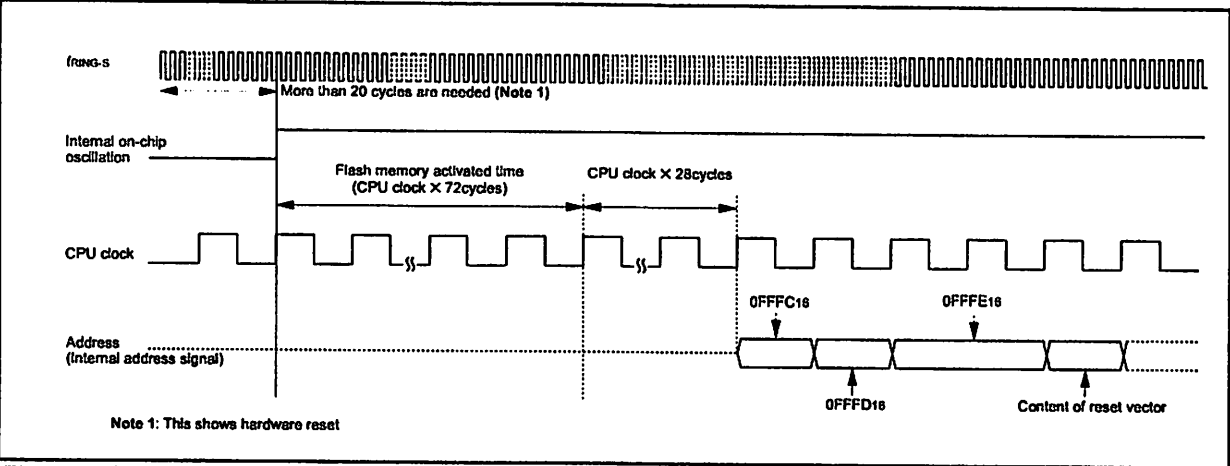 fRING-S
More than 20 cycles are needed (Note 1)
Internal on-chip
oscillation
Flash memory activated time
(CPU clock × 72cycles)
CPU clock × 28cycles
CPU clock
0FFFC16
0FFFE16
Address
(Internal address signal)
0FFFD16
Content of reset vector
Note 1: This shows hardware reset